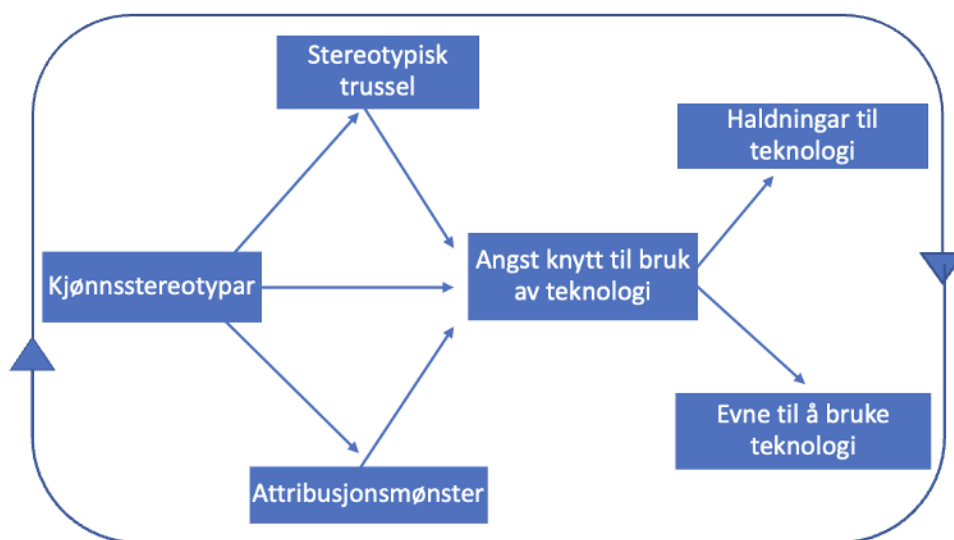 Stereotypisk
trussel
Haldningar til
teknologi
Kjønnsstereotypar
Angst knytt til bruk
av teknologi
Evne til å bruke
teknologi
Attribusjonsmønster